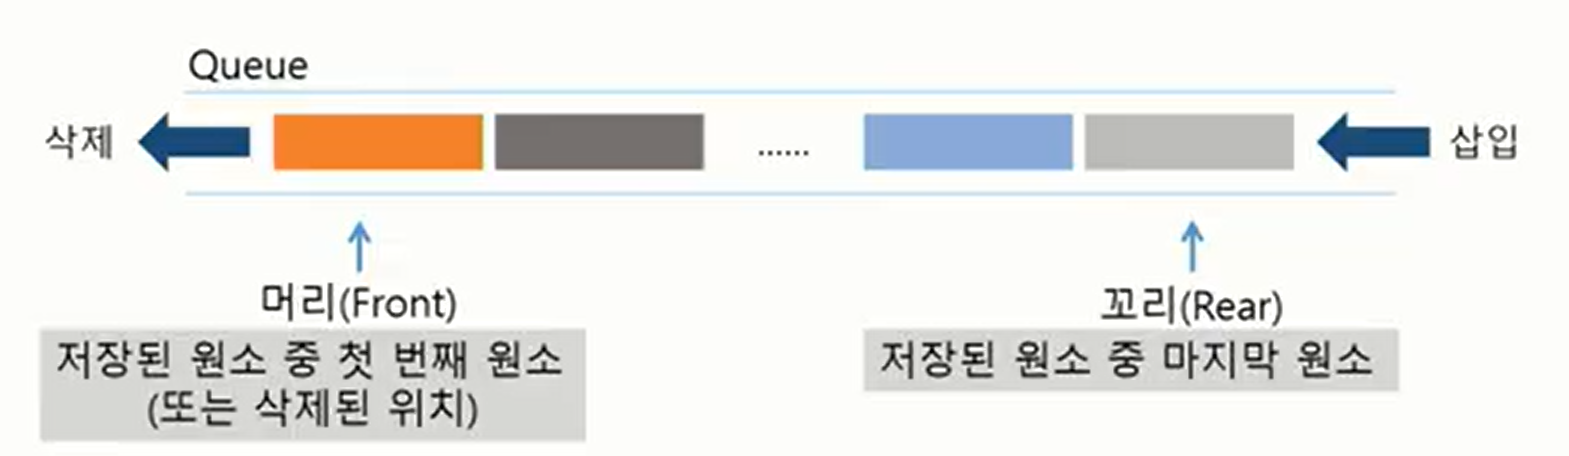 Queue
삭제
......
삽입
머리(Front)
저장된 원소 중 첫 번째 원소
(또는 삭제된 위치)
꼬리(Rear)
저장된 원소 중 마지막 원소